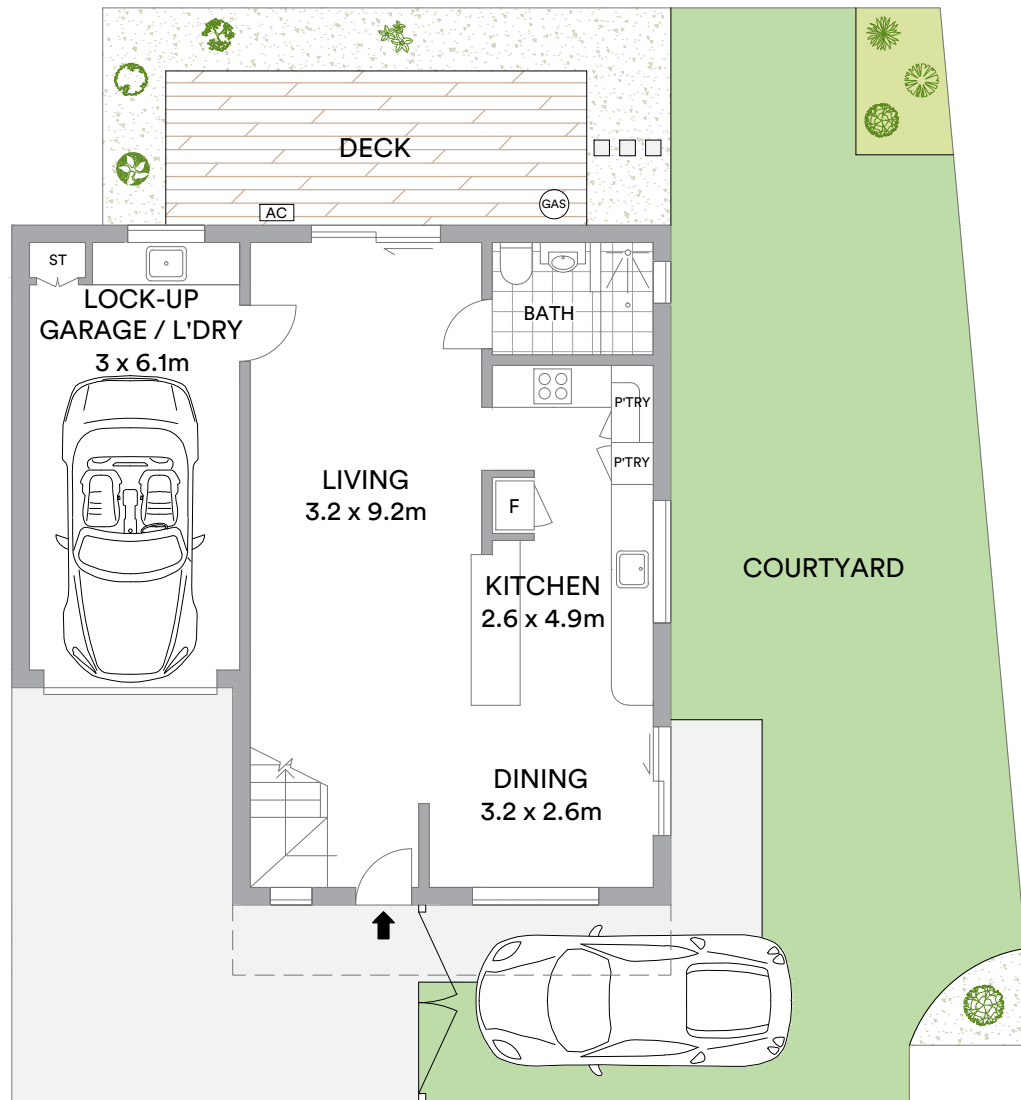 DECK
AC
GAS
ST
LOCK-UP
GARAGE / L'DRY
3 x 6.1m
BATH
P'TRY
P'TRY
LIVING
3.2 x 9.2m
F
KITCHEN
2.6 x 4.9m
COURTYARD
DINING
3.2 x 2.6m